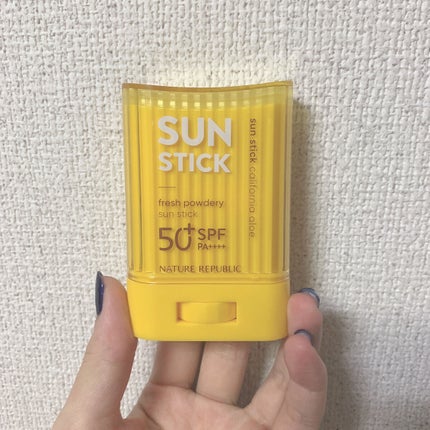 SUN
STICK
fresh powdery
sun stick
50+ SPF
PA++++
NATURE REPUBLIC
sun stick california aloe